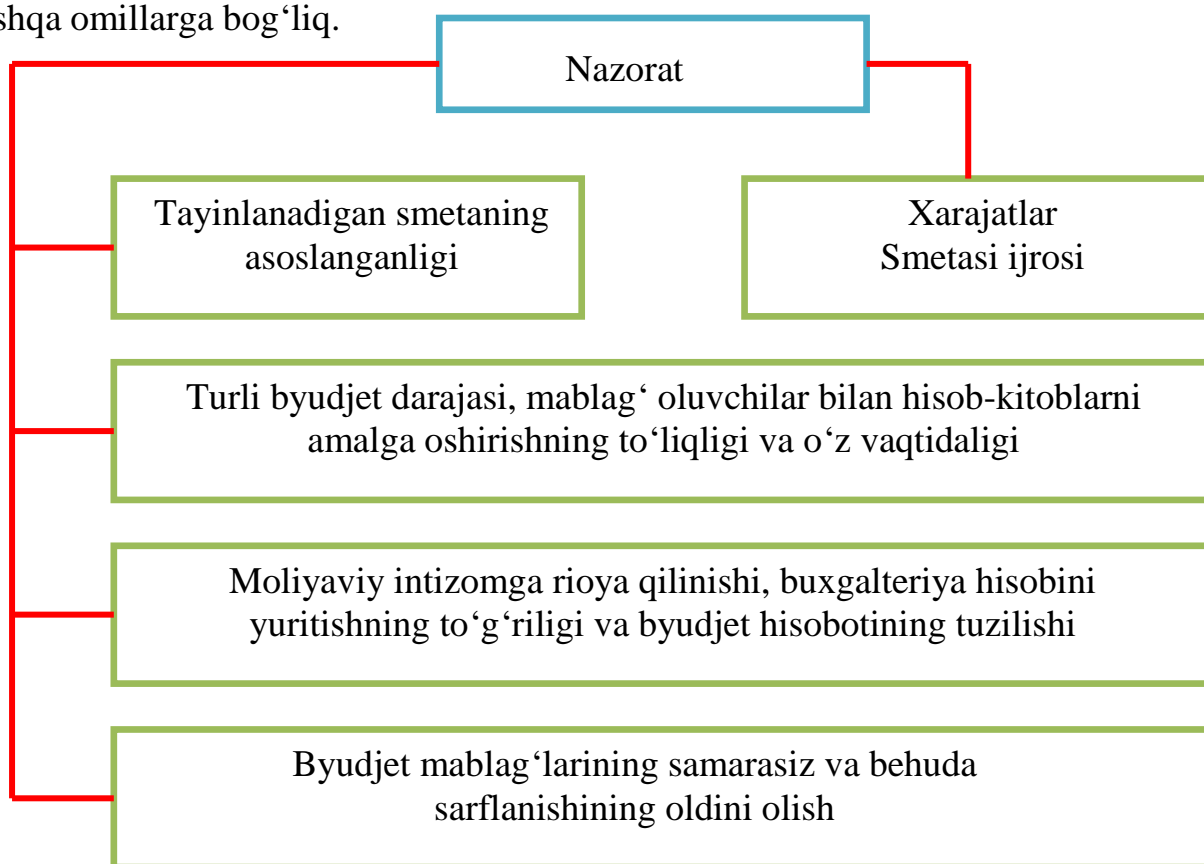 shqa omillarga bog‘liq.
Nazorat
Tayinlanadigan smetaning
asoslanganligi
Xarajatlar
Smetasi ijrosi
Turli byudjet darajasi, mablag‘ oluvchilar bilan hisob-kitoblarni
amalga oshirishning to‘liqligi va o‘z vaqtidaligi
Moliyaviy intizomga rioya qilinishi, buxgalteriya hisobini
yuritishning to‘g‘riligi va byudjet hisobotining tuzilishi
Byudjet mablag‘larining samarasiz va behuda
sarflanishining oldini olish